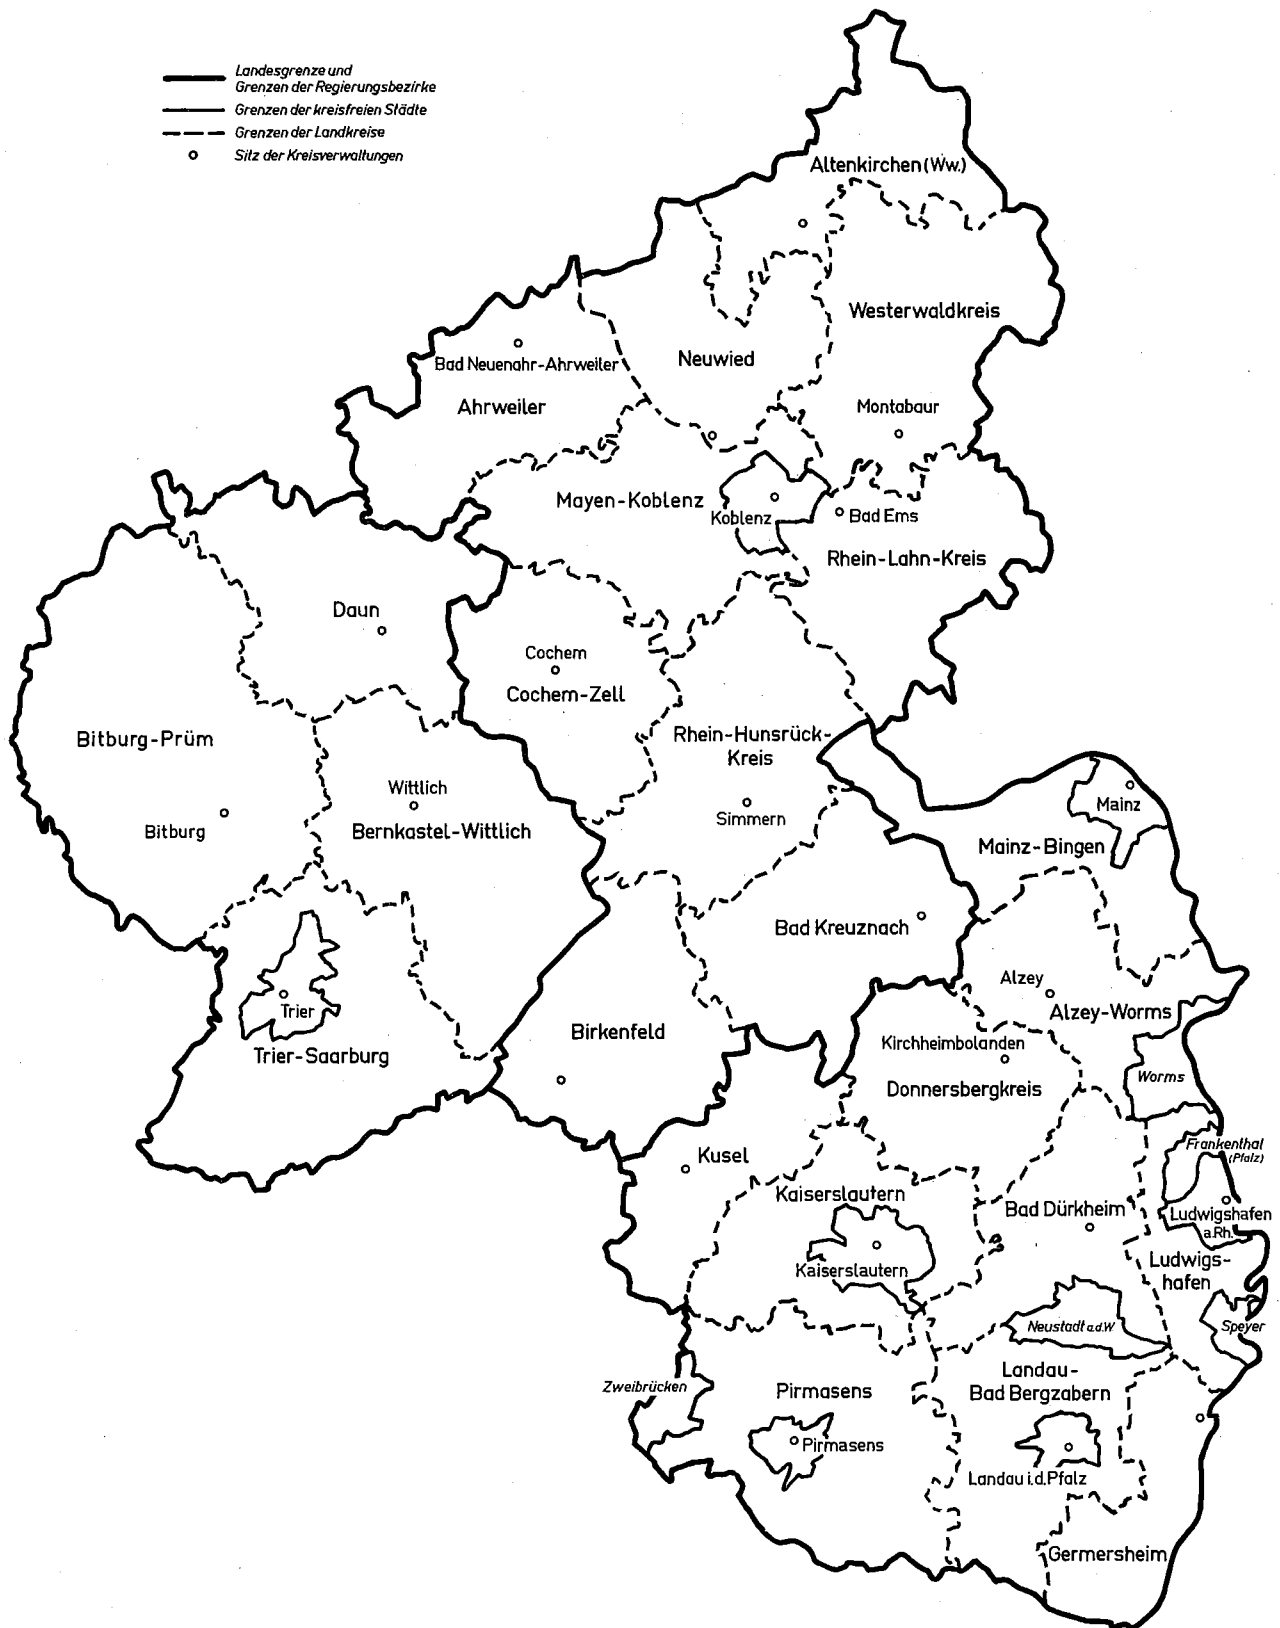 Landesgrenze und
Grenzen der Regierungsbezirke
Grenzen der kreisfreien Städte
Grenzen der Landkreise
Sitz der Kreisverwaltungen
Altenkirchen (Ww.)
Westerwaldkreis
Neuwied
Bad Neuenahr-Ahrweiler
Ahrweiler
Montabaur
Mayen-Koblenz
Koblenz
Bad Ems
Rhein-Lahn-Kreis
Daun
Cochem
Cochem-Zell
Bitburg-Prüm
Rhein-Hunsrück-
Kreis
Wittlich
Bitburg
Bernkastel-Wittlich
Simmern
Mainz
Mainz-Bingen
Bad Kreuznach
Alzey
Trier
Alzey-Worms
Trier-Saarburg
Birkenfeld
Kirchheimbolanden
Worms
Donnersbergkreis
Kusel
Frankenthal
(Pfalz)
Kaiserslautern
Bad Dürkheim
Ludwigshafen
a.Rh.
Kaiserslautern
Ludwigs-
hafen
Neustadt a.d.W.
Speyer
Zweibrücken
Pirmasens
Landau-
Bad Bergzabern
Pirmasens
Landau i.d.Pfalz
Germersheim